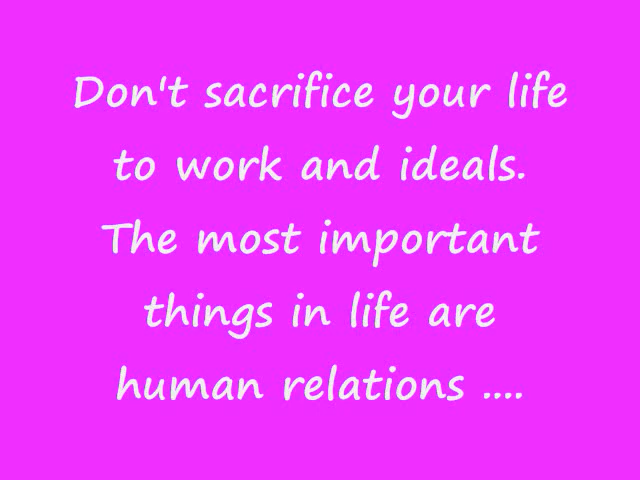 Don't sacrifice your life
to work and ideals.
The most important
things in life are
human relations ....